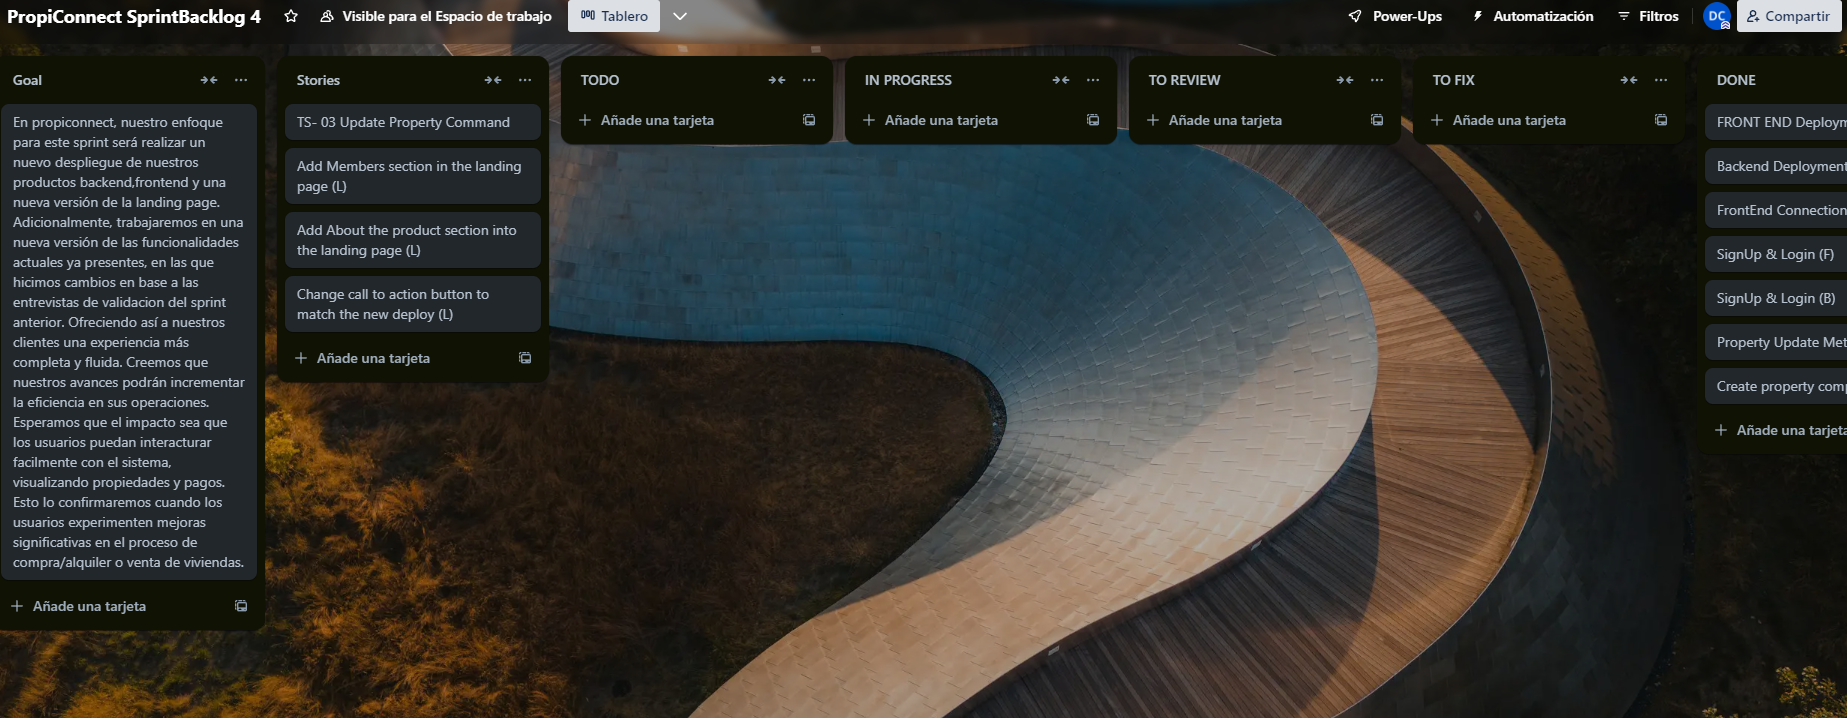 PropiConnect SprintBacklog 4
Visible para el Espacio de trabajo
Tablero
Power-Ups
Automatización
Filtros
DC
Compartir
Goal
En propiconnect, nuestro enfoque
para este sprint será realizar un
nuevo despliegue de nuestros
productos backend,frontend y una
nueva versión de la landing page.
Adicionalmente, trabajaremos en una
nueva versión de las funcionalidades
actuales ya presentes, en las que
hicimos cambios en base a las
entrevistas de validacion del sprint
anterior. Ofreciendo así a nuestros
clientes una experiencia más
completa y fluida. Creemos que
nuestros avances podrán incrementar
la eficiencia en sus operaciones.
Esperamos que el impacto sea que
los usuarios puedan interacturar
facilmente con el sistema,
visualizando propiedades y pagos.
Esto lo confirmaremos cuando los
usuarios experimenten mejoras
significativas en el proceso de
compra/alquiler o venta de viviendas.
Añade una tarjeta
Stories
TS- 03 Update Property Command
Add Members section in the landing
page (L)
Add About the product section into
the landing page (L)
Change call to action button to
match the new deploy (L)
Añade una tarjeta
TODO
Añade una tarjeta
IN PROGRESS
Añade una tarjeta
TO REVIEW
Añade una tarjeta
TO FIX
Añade una tarjeta
DONE
FRONT END Deploym
Backend Deployment
FrontEnd Connection
SignUp & Login (F)
SignUp & Login (B)
Property Update Met
Create property comp
Añade una tarjeta